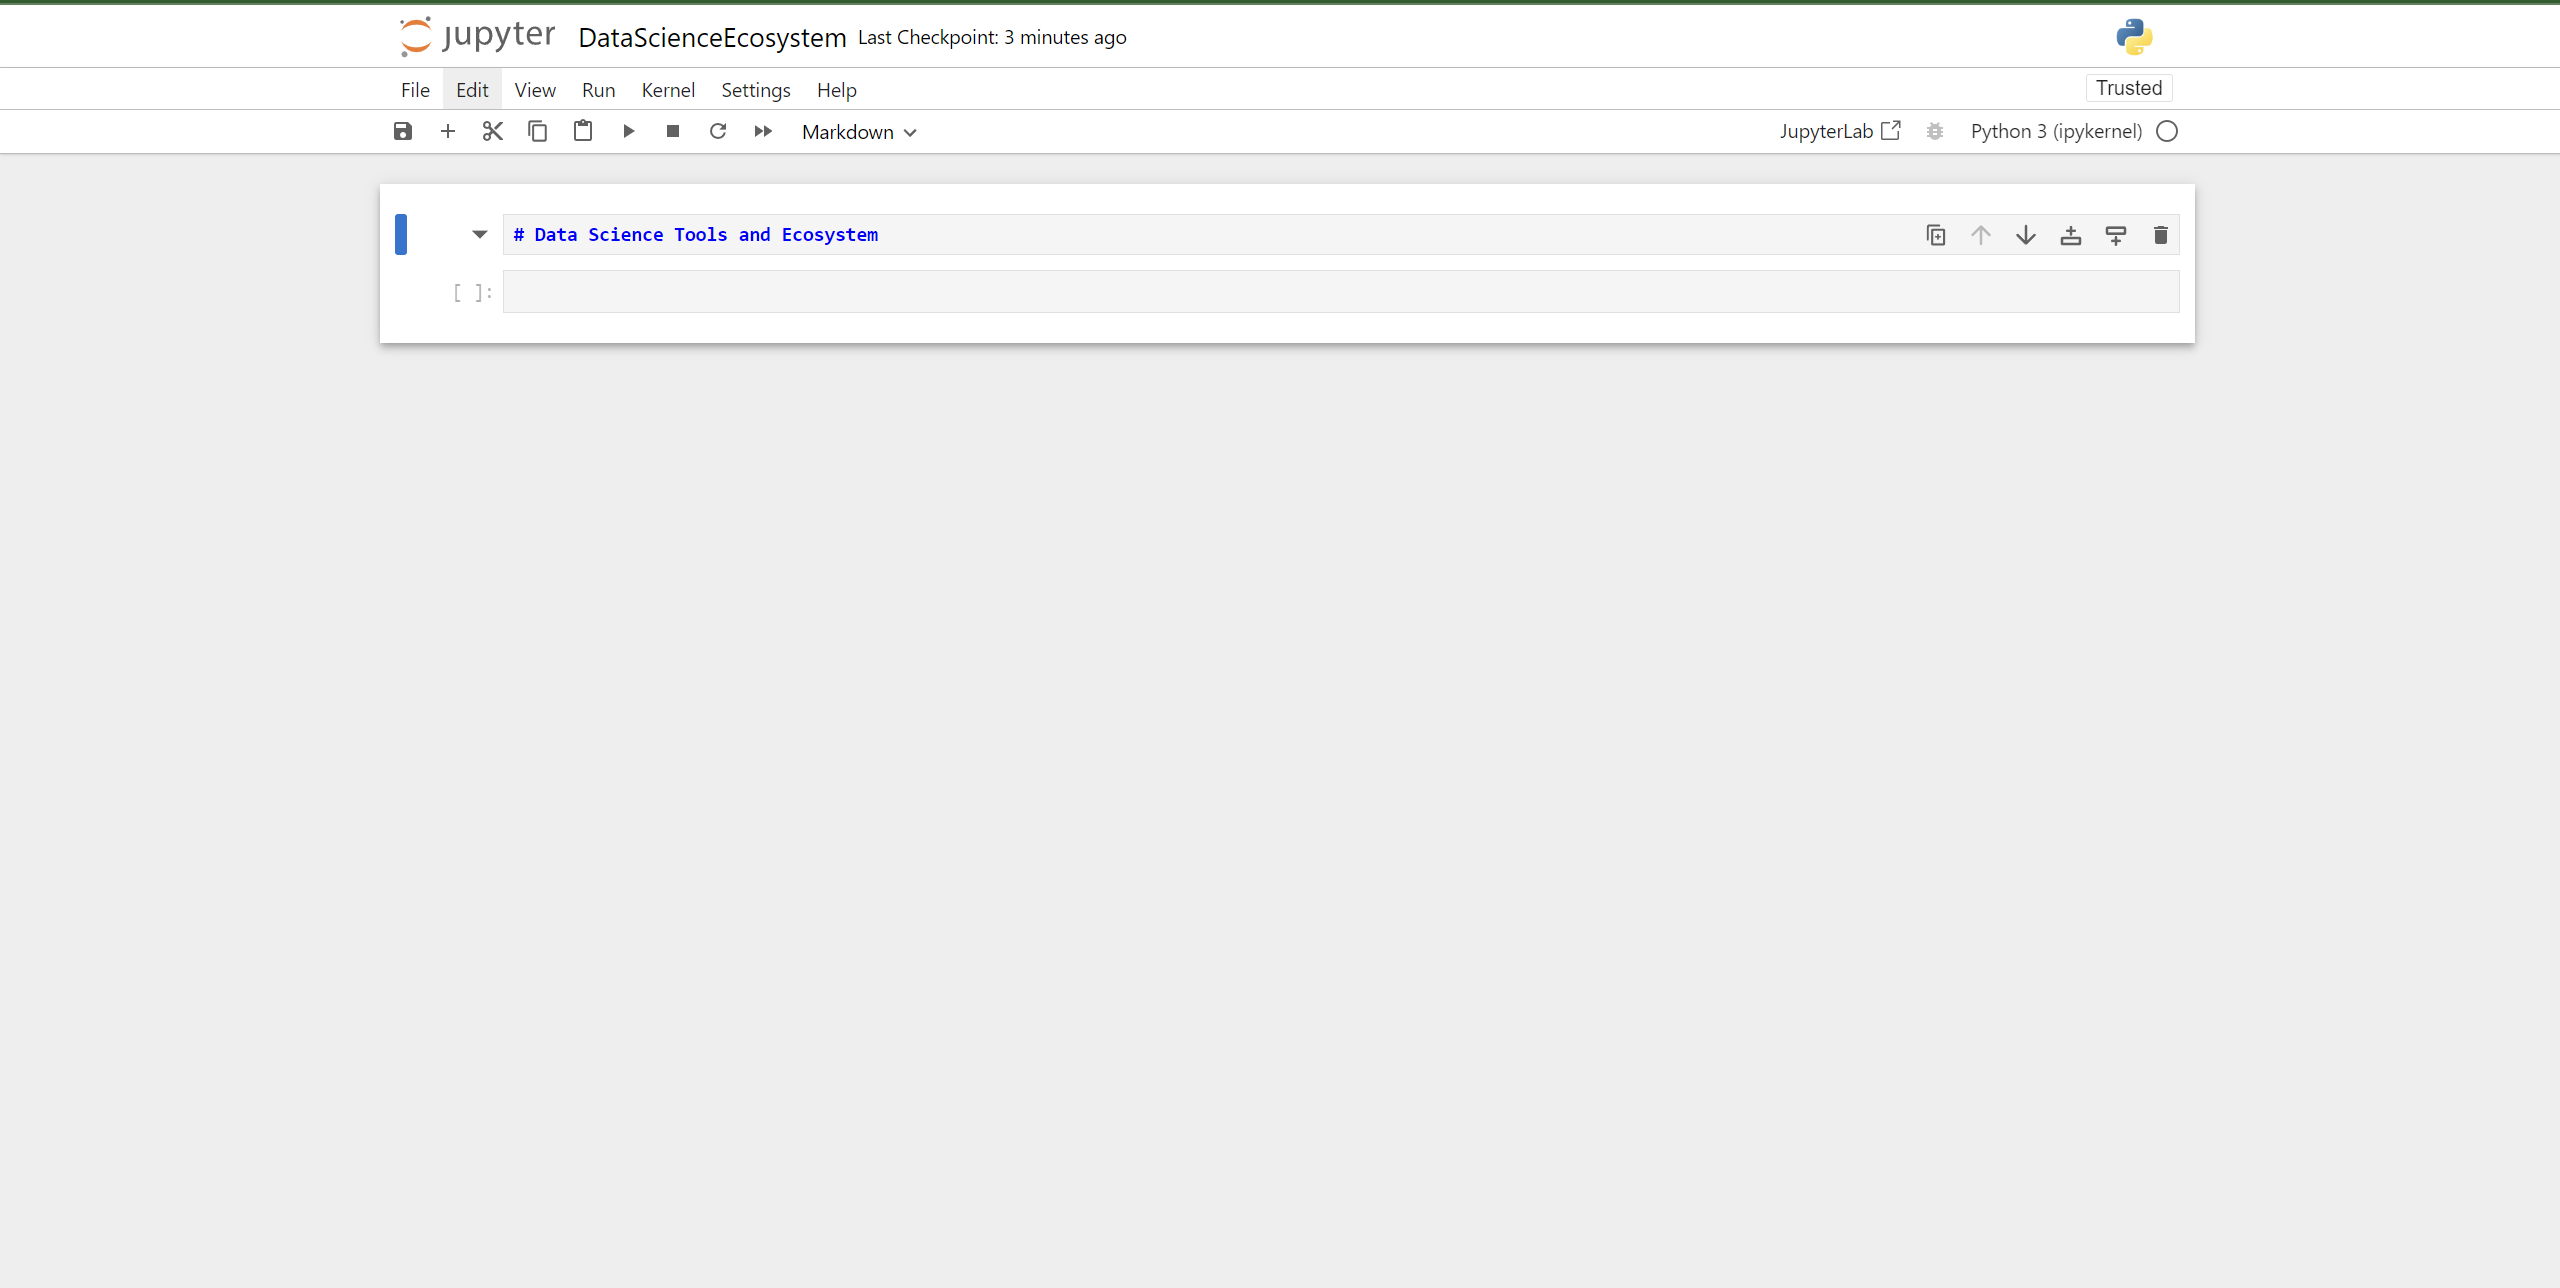 jupyter DataScienceEcosystem Last Checkpoint: 3 minutes ago
File Edit View Run Kernel Settings Help Trusted
Markdown JupyterLab Python 3 (ipykernel)
# Data Science Tools and Ecosystem
[ ]: